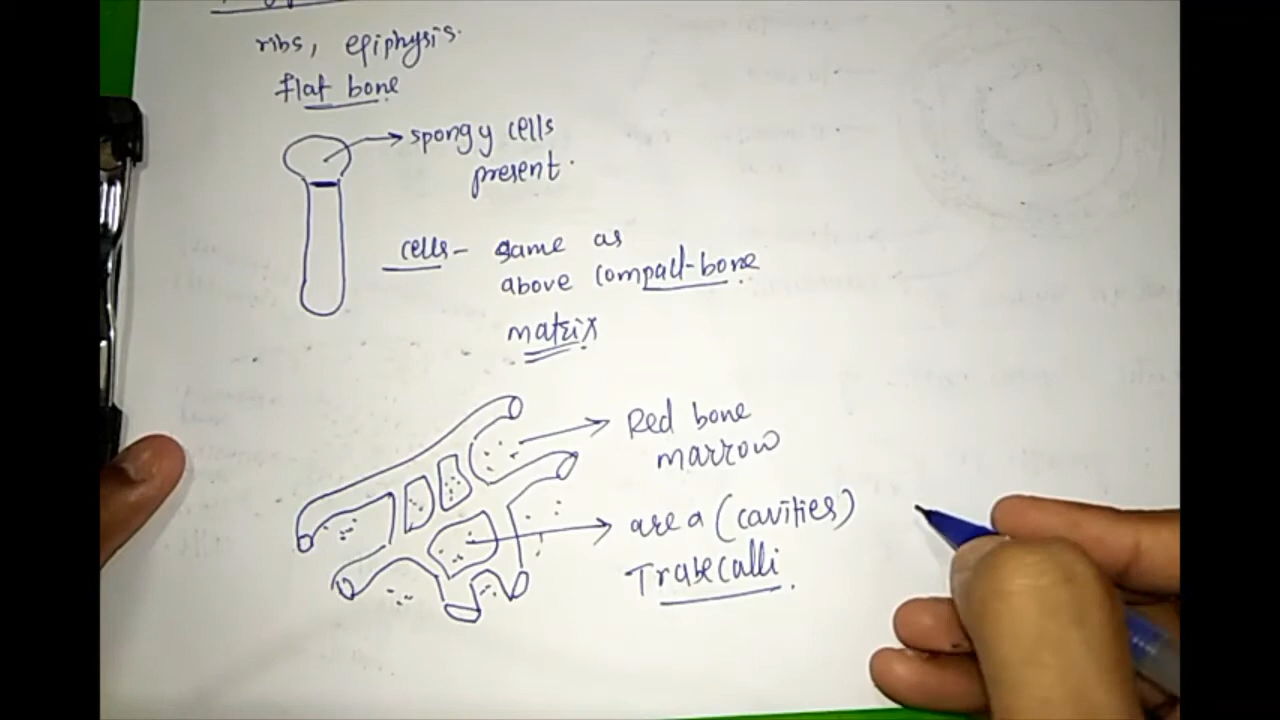 ribs, epiphysis.
flat bone
spongy cells
present.
cells - same as
above compact-bone
matrix
Red bone
marrow
area (cavities)
Trabecalli.